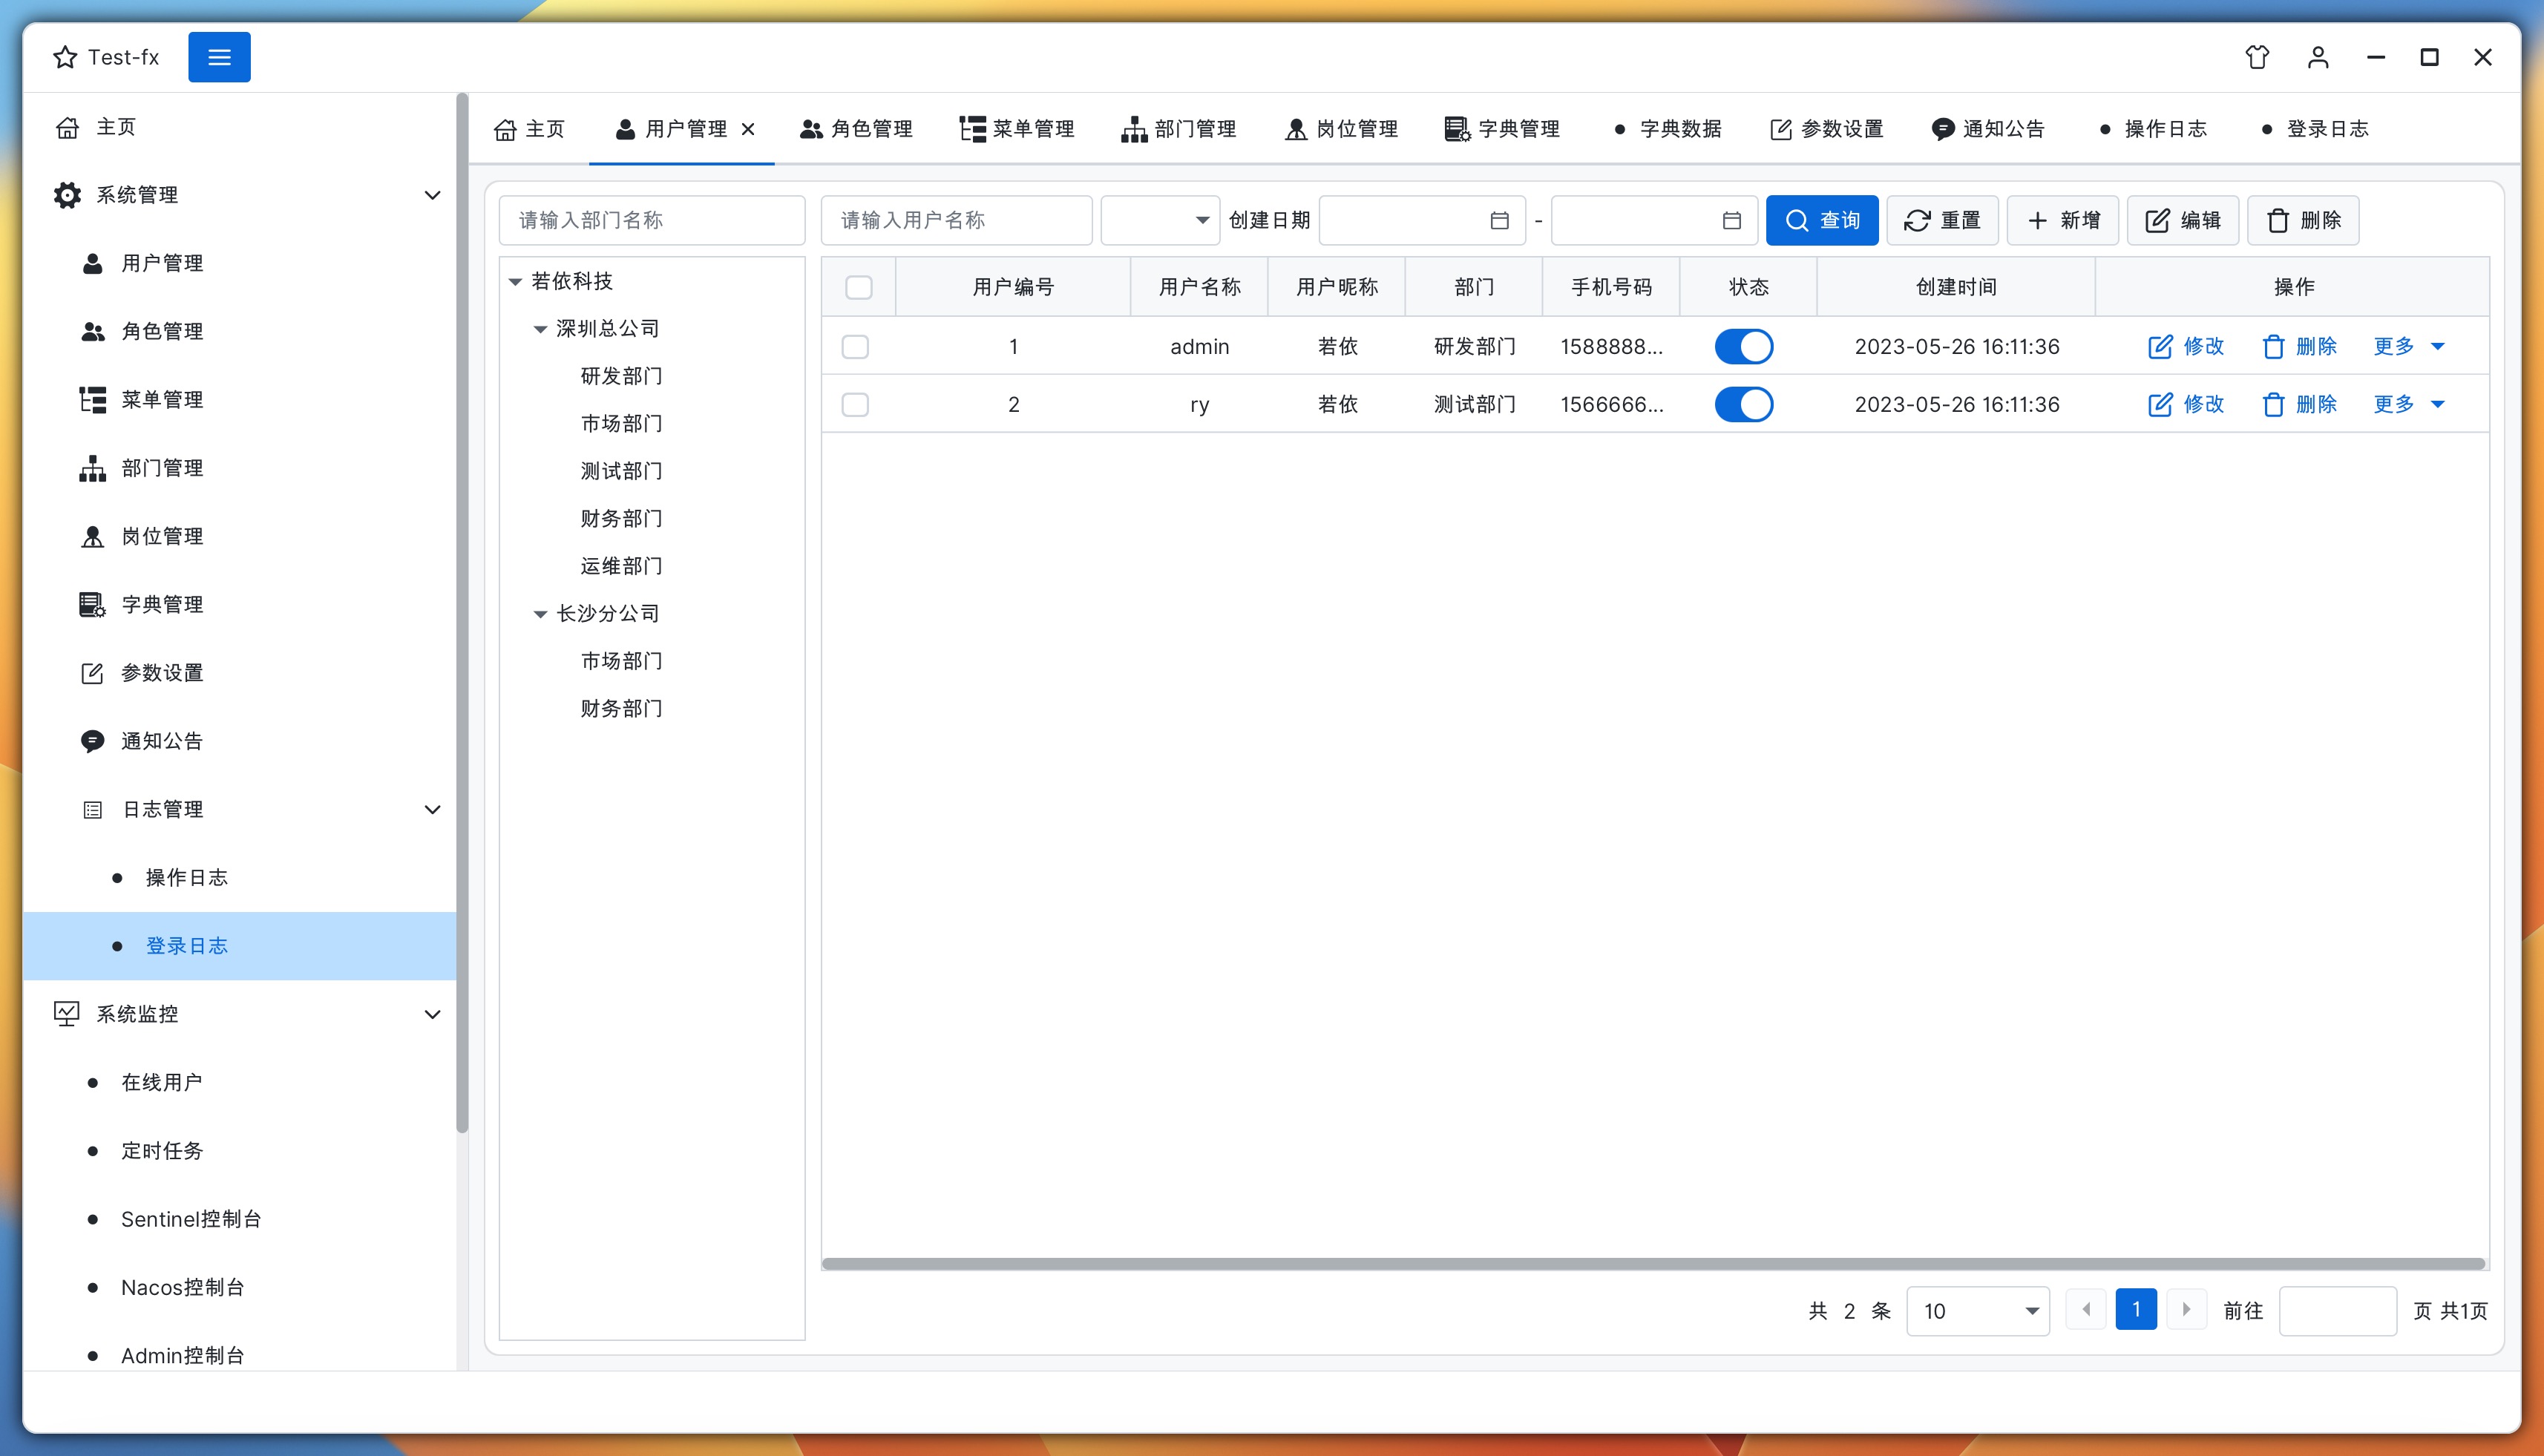 Test-fx
主页
系统管理
用户管理
角色管理
菜单管理
部门管理
岗位管理
字典管理
参数设置
通知公告
日志管理
操作日志
登录日志
系统监控
在线用户
定时任务
Sentinel控制台
Nacos控制台
Admin控制台
主页 用户管理 角色管理 菜单管理 部门管理 岗位管理 字典管理 字典数据 参数设置 通知公告 操作日志 登录日志
请输入部门名称
若依科技
深圳总公司
研发部门
市场部门
测试部门
财务部门
运维部门
长沙分公司
市场部门
财务部门
请输入用户名称 创建日期 - 查询 重置 新增 编辑 删除
用户编号 用户名称 用户昵称 部门 手机号码 状态 创建时间 操作
1 admin 若依 研发部门 1588888... 2023-05-26 16:11:36 修改 删除 更多
2 ry 若依 测试部门 1566666... 2023-05-26 16:11:36 修改 删除 更多
共 2 条 10 1 前往 页 共1页